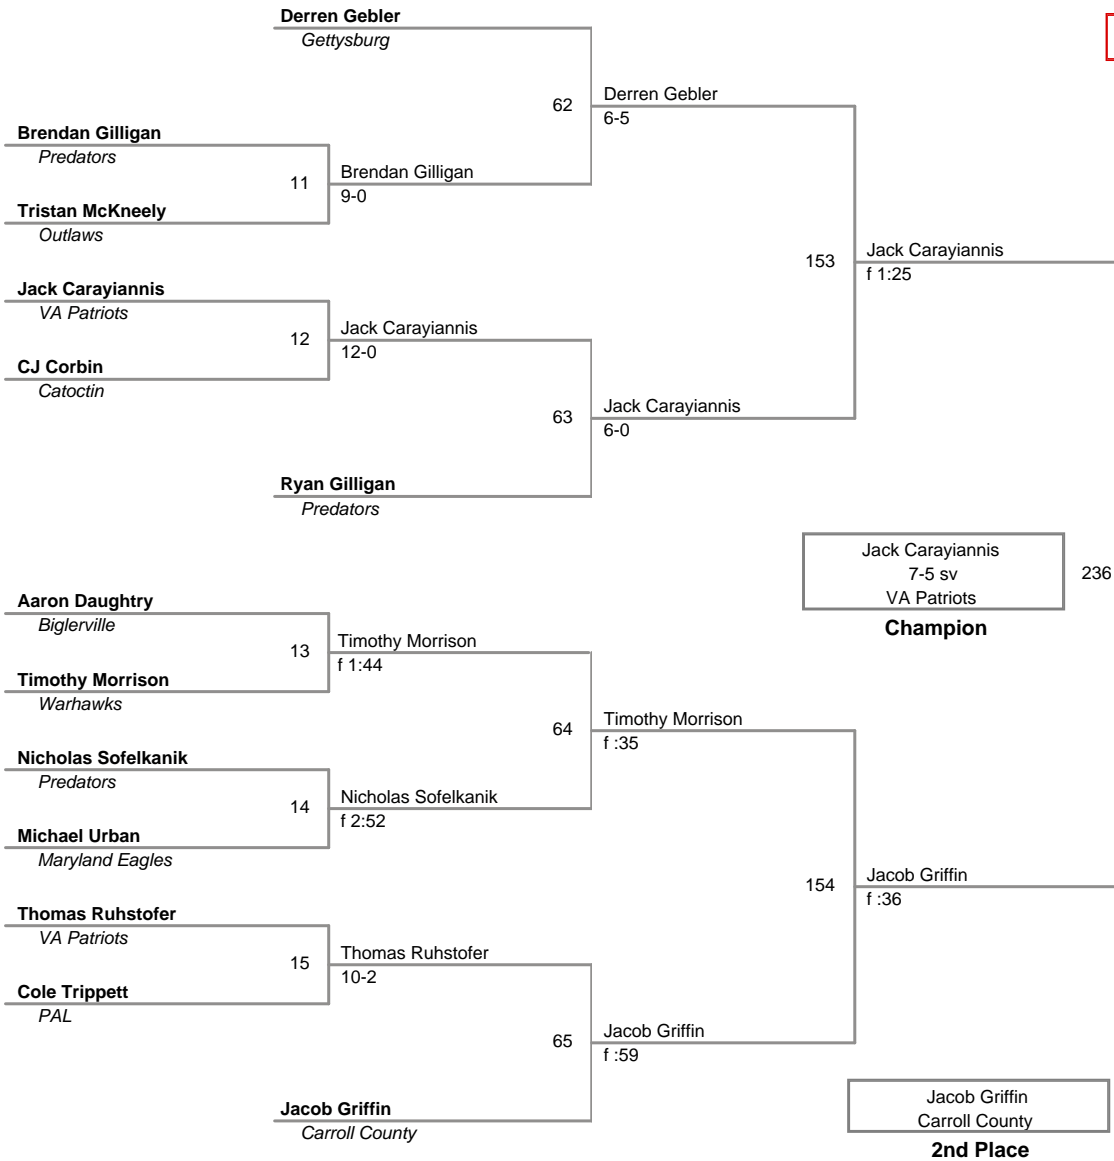 Derren Gebler
Gettysburg
62
Derren Gebler
6-5
Brendan Gilligan
Predators
11
Brendan Gilligan
9-0
Tristan McKneely
Outlaws
153
Jack Carayiannis
f 1:25
Jack Carayiannis
VA Patriots
12
Jack Carayiannis
12-0
CJ Corbin
Catoctin
63
Jack Carayiannis
6-0
Ryan Gilligan
Predators
Jack Carayiannis
7-5 sv
VA Patriots
236
Champion
Aaron Daughtry
Biglerville
13
Timothy Morrison
f 1:44
Timothy Morrison
Warhawks
64
Timothy Morrison
f :35
Nicholas Sofelkanik
Predators
14
Nicholas Sofelkanik
f 2:52
Michael Urban
Maryland Eagles
154
Jacob Griffin
f :36
Thomas Ruhstofer
VA Patriots
15
Thomas Ruhstofer
10-2
Cole Trippett
PAL
65
Jacob Griffin
f :59
Jacob Griffin
Carroll County
Jacob Griffin
Carroll County
2nd Place